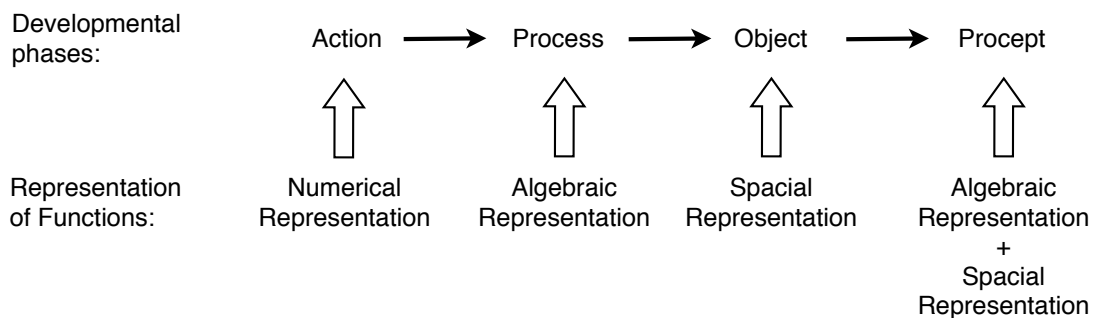 Developmental
phases:
Action
Process
Object
Procept
Representation
of Functions:
Numerical
Representation
Algebraic
Representation
Spacial
Representation
Algebraic
Representation
+
Spacial
Representation